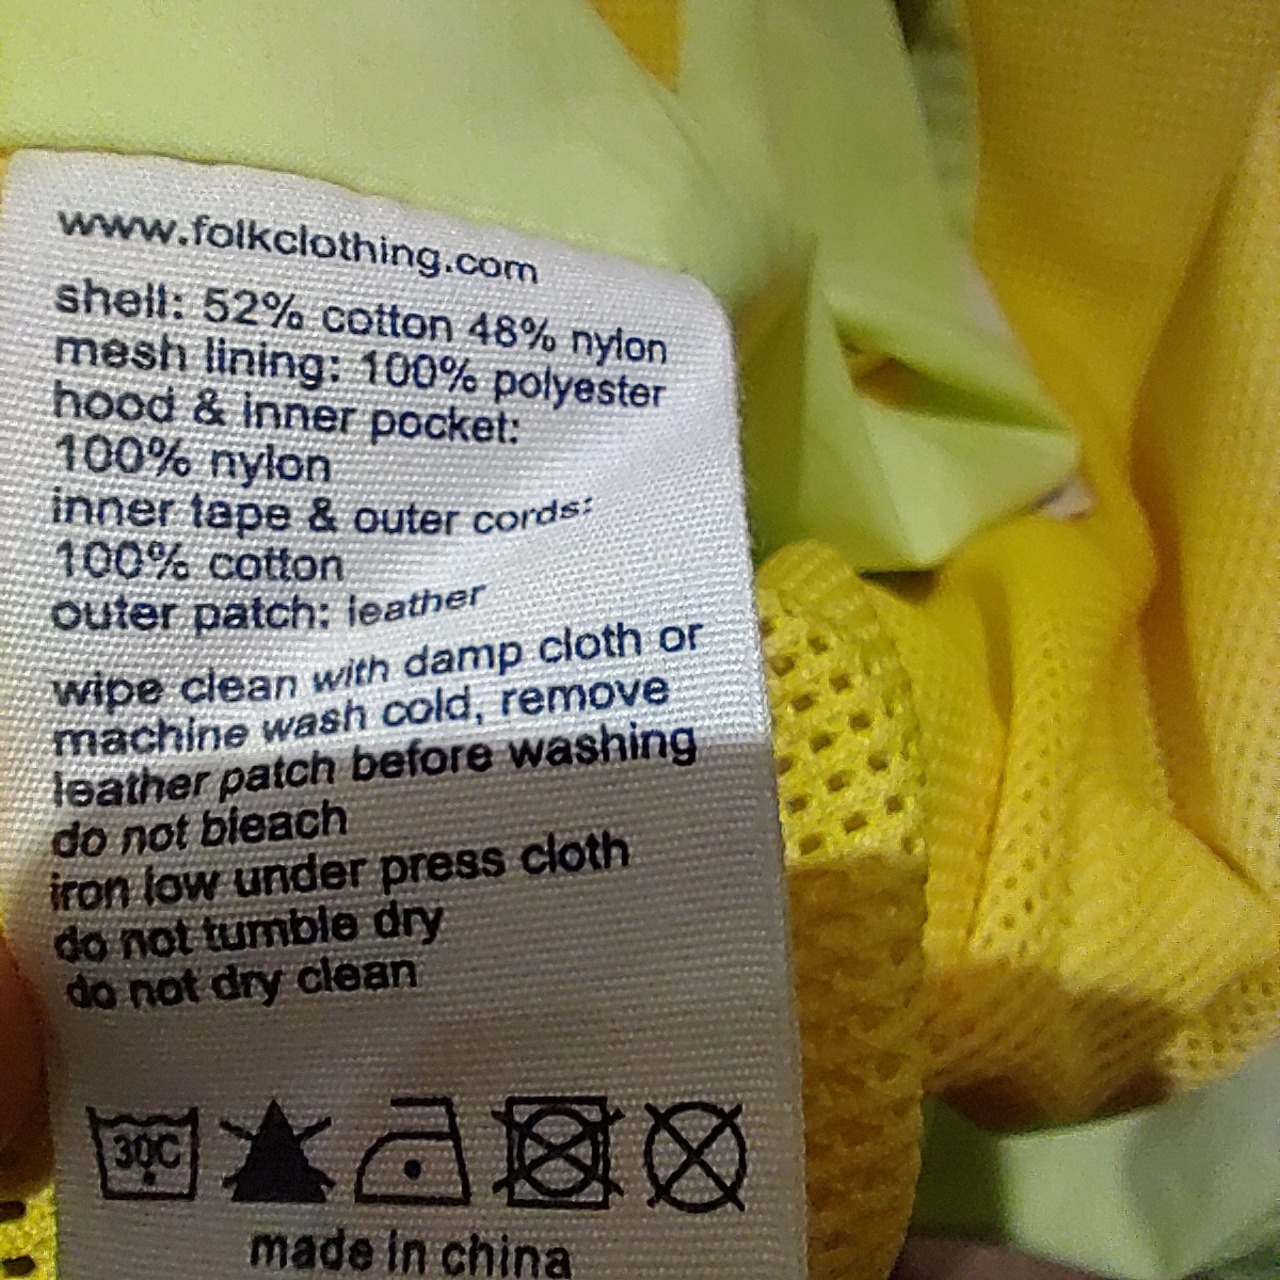 www.folkclothing.com
shell: 52% cotton 48% nylon
mesh lining: 100% polyester
hood & inner pocket:
100% nylon
inner tape & outer cords:
100% cotton
outer patch: leather
wipe clean with damp cloth or
machine wash cold, remove
leather patch before washing
do not bleach
iron low under press cloth
do not tumble dry
do not dry clean
30C
made in china